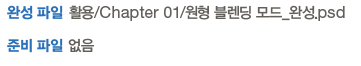 완성 파일 활용/Chapter 01/원형 블렌딩 모드_완성.psd
준비 파일 없음